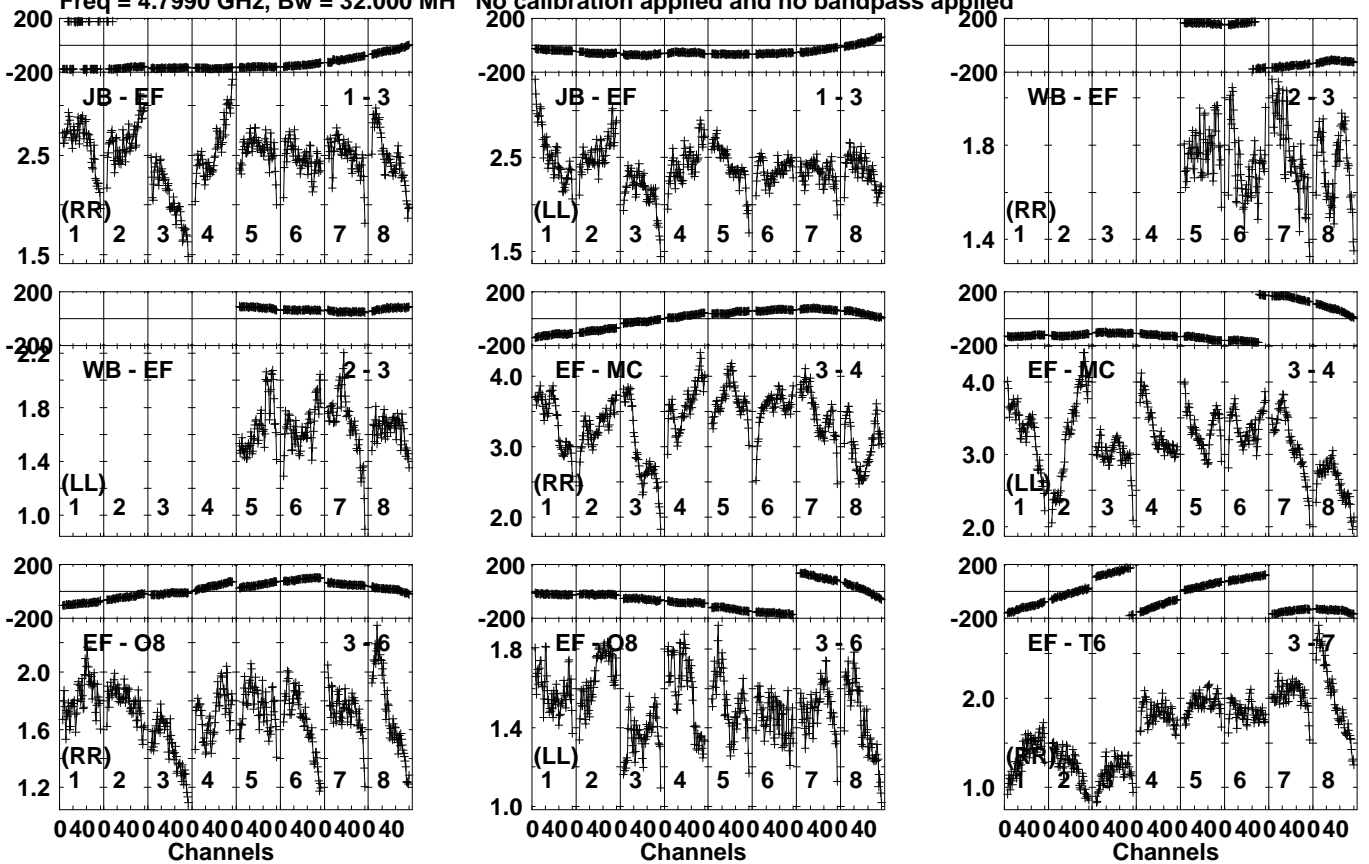 Freq = 4.7990 GHz, Bw = 32.000 MH No calibration applied and no bandpass applied
200 200 200
-200 -200 -200
JB - EF 1 - 3 JB - EF 1 - 3 WB - EF 2 - 3
2.5 2.5 1.8
(RR) (LL) (RR)
1 2 3 4 5 6 7 8 1 2 3 4 5 6 7 8 1 2 3 4 5 6 7 8
1.5 1.5 1.4
200 200 200
-200 -200 -200
2.2
WB - EF 2 - 3 EF - MC 3 - 4 EF - MC 3 - 4
4.0 4.0
1.8
1.4 3.0 3.0
(LL) (RR) (LL)
1 2 3 4 5 6 7 8 1 2 3 4 5 6 7 8 1 2 3 4 5 6 7 8
1.0 2.0 2.0
200 200 200
-200 -200 -200
EF - O8 3 - 6 EF - O8 3 - 6 EF - T6 3 - 7
2.0 1.8 2.0
1.6 1.4
(RR) (LL) (RR)
1 2 3 4 5 6 7 8 1 2 3 4 5 6 7 8 1 2 3 4 5 6 7 8
1.2 1.0 1.0
0 40 0 40 0 40 0 40 0 40 0 40 0 40 0 40 0 40 0 40 0 40 0 40 0 40 0 40 0 40 0 40 0 40 0 40 0 40 0 40 0 40 0 40 0 40 0 40
Channels Channels Channels